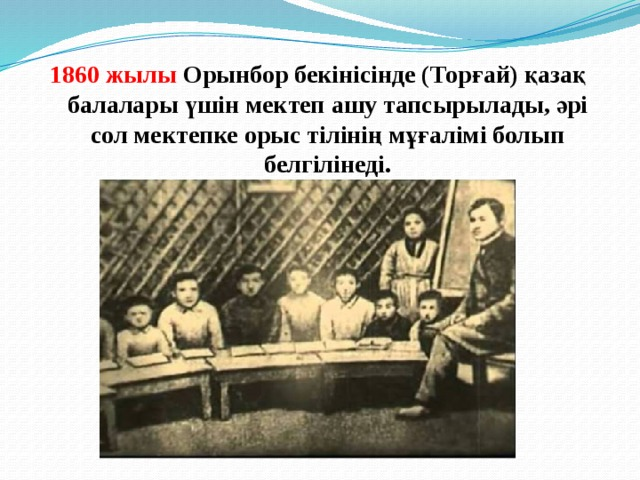 1860 жылы Орынбор бекінісінде (Торғай) қазақ
балалары үшін мектеп ашу тапсырылады, әрі
сол мектепке орыс тілінің мұғалімі болып
белгілінеді.